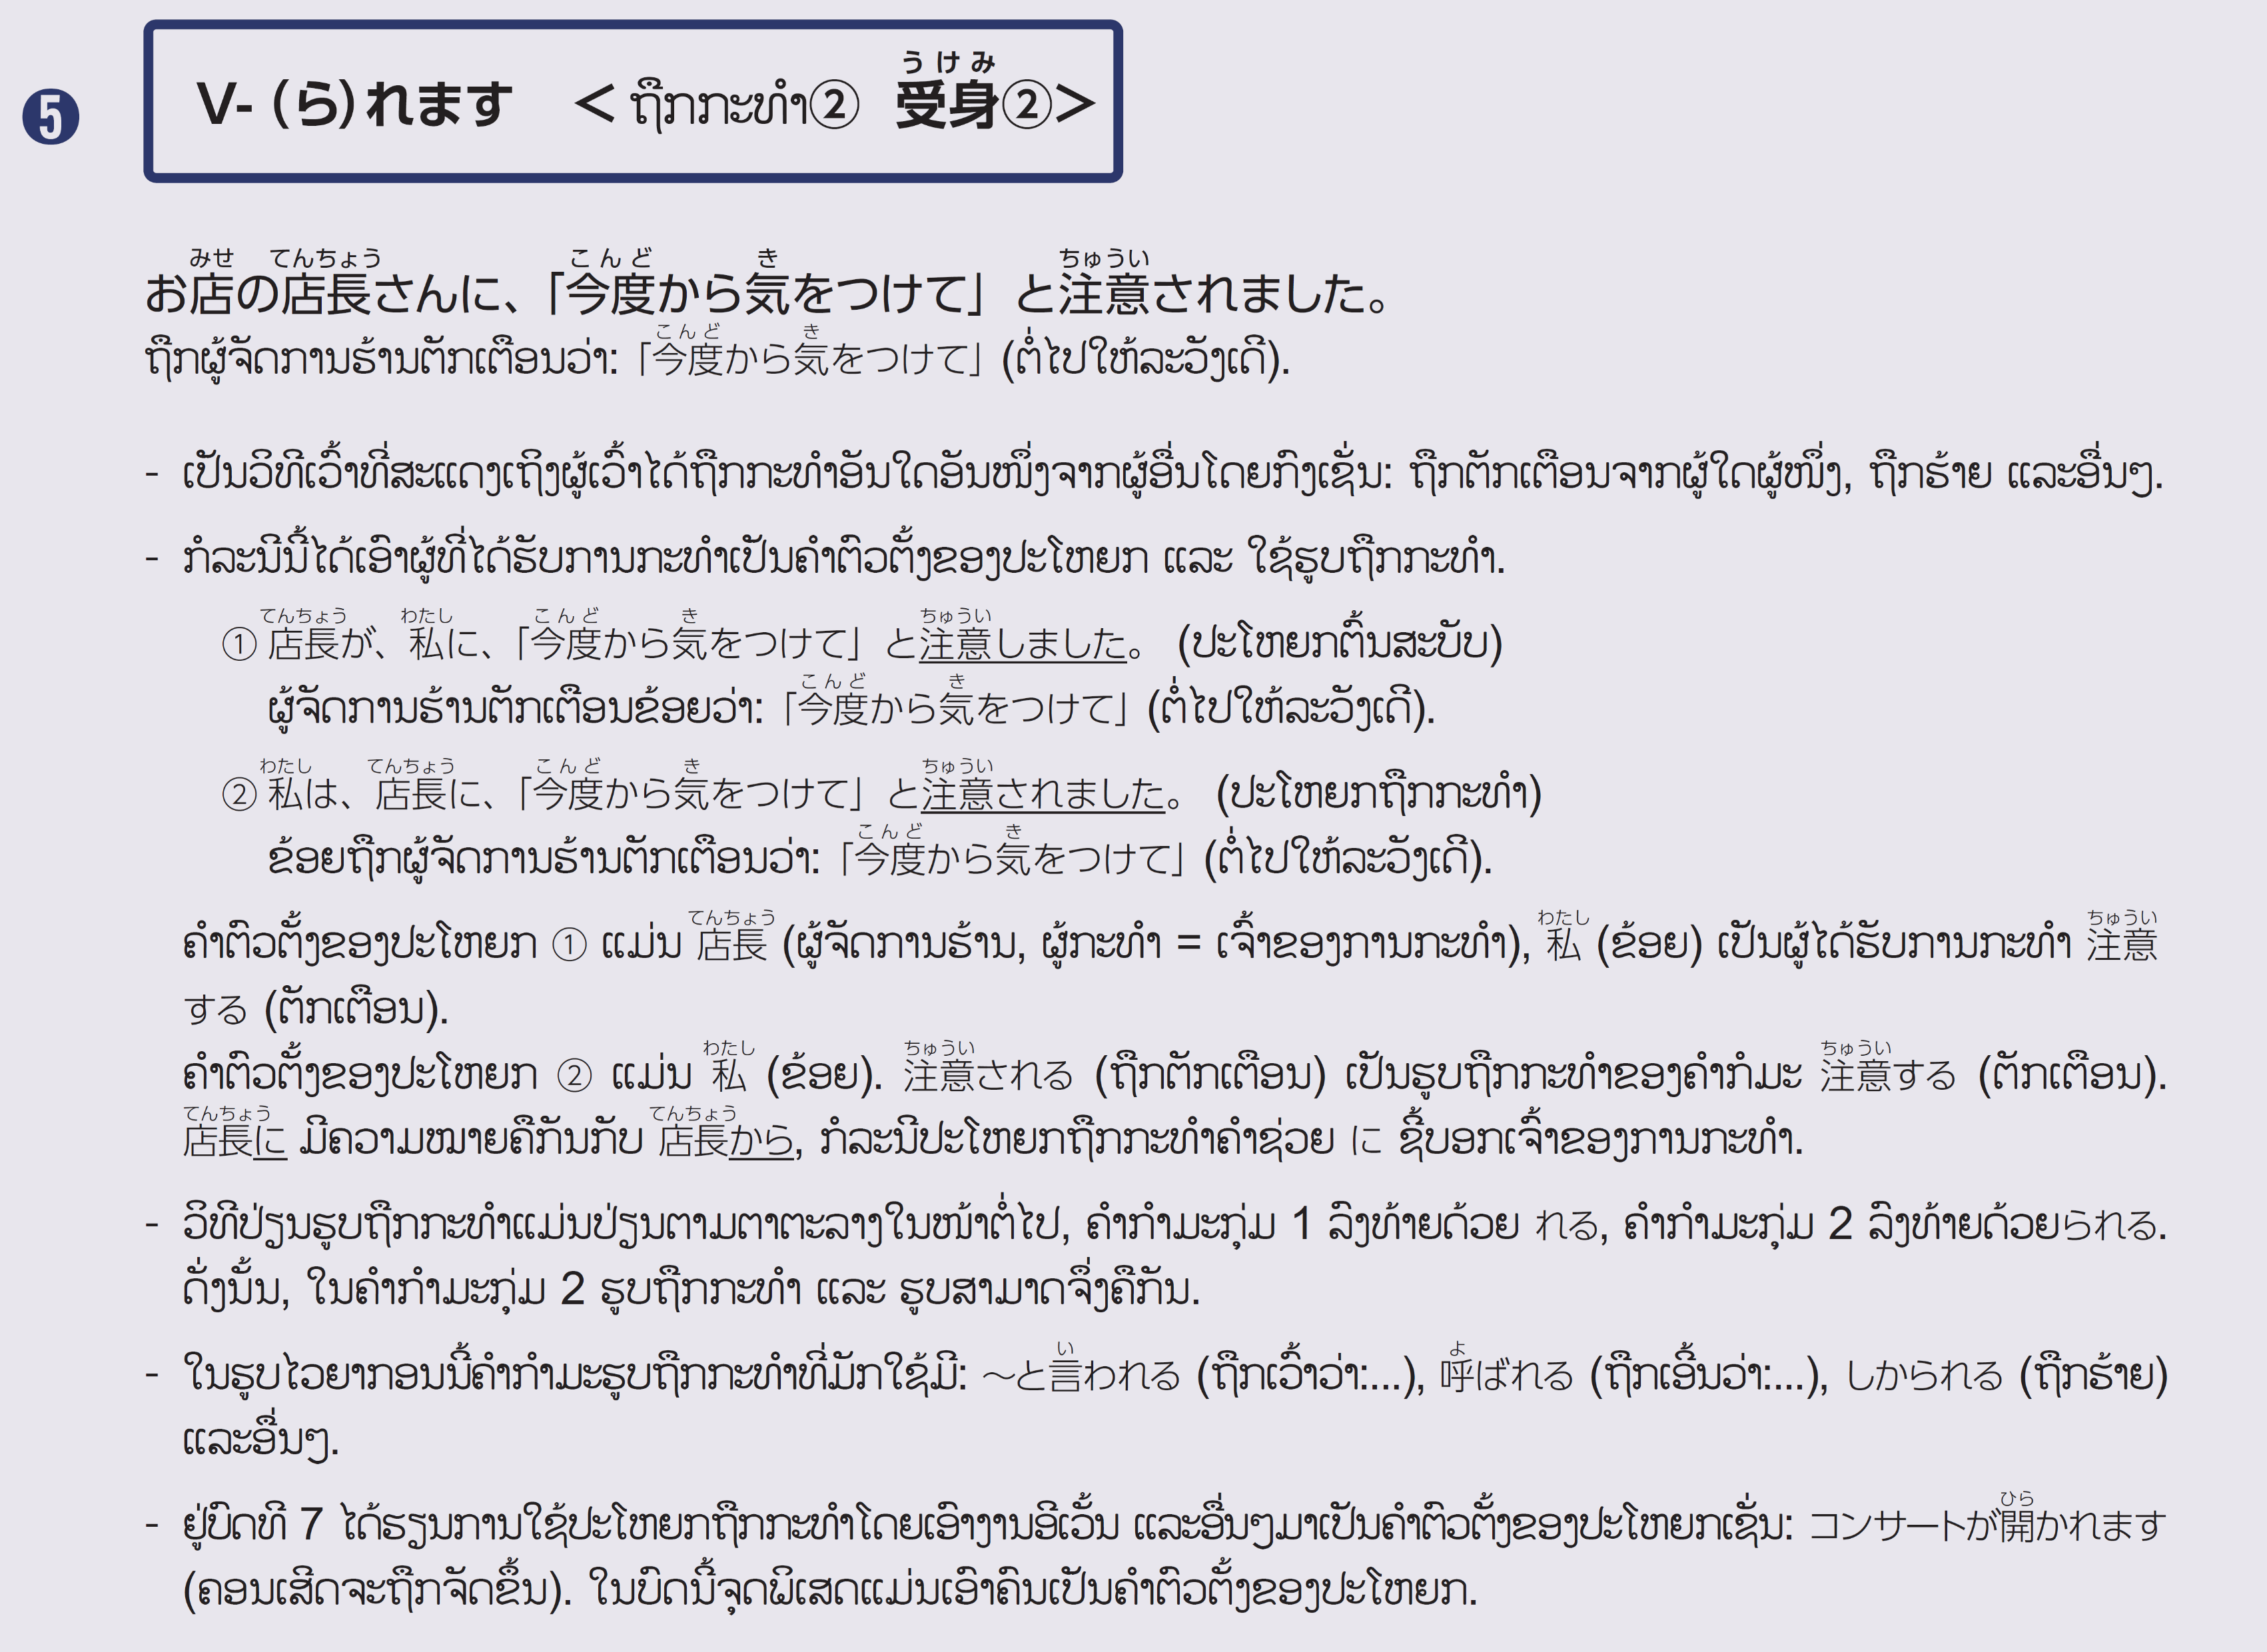 5 V-（ら）れます ＜ຖືກກະທຳ② 受身②＞
うけみ
みせ てんちょう こんど き ちゅうい
お店の店長さんに、「今度から気をつけて」と注意されました。
こんど き
ຖືກຜູ້ຈັດການຮ້ານຕັກເຕືອນວ່າ:「今度から気をつけて」(ຕໍ່ໄປໃຫ້ລະວັງເດີ).
- ເປັນວິທີເວົ້າທີ່ສະແດງເຖິງຜູ້ເວົ້າໄດ້ຖືກກະທຳອັນໃດອັນໜຶ່ງຈາກຜູ້ອື່ນໂດຍກົງເຊັ່ນ: ຖືກຕັກເຕືອນຈາກຜູ້ໃດຜູ້ໜຶ່ງ, ຖືກຮ້າຍ ແລະອື່ນໆ.
- ກໍລະນີນີ້ໄດ້ເອົາຜູ້ທີ່ໄດ້ຮັບການກະທຳເປັນຄຳຕົວຕັ້ງຂອງປະໂຫຍກ ແລະ ໃຊ້ຮູບຖືກກະທຳ.
てんちょう わたし こんど き ちゅうい
① 店長が、私に、「今度から気をつけて」と注意しました。 (ປະໂຫຍກຕົ້ນສະບັບ)
こんど き
ຜູ້ຈັດການຮ້ານຕັກເຕືອນຂ້ອຍວ່າ:「今度から気をつけて」(ຕໍ່ໄປໃຫ້ລະວັງເດີ).
わたし てんちょう こんど き ちゅうい
② 私は、店長に、「今度から気をつけて」と注意されました。 (ປະໂຫຍກຖືກກະທຳ)
こんど き
ຂ້ອຍຖືກຜູ້ຈັດການຮ້ານຕັກເຕືອນວ່າ:「今度から気をつけて」(ຕໍ່ໄປໃຫ້ລະວັງເດີ).
てんちょう わたし ちゅうい
ຄຳຕົວຕັ້ງຂອງປະໂຫຍກ ① ແມ່ນ 店長 (ຜູ້ຈັດການຮ້ານ, ຜູ້ກະທຳ = ເຈົ້າຂອງການກະທຳ), 私 (ຂ້ອຍ) ເປັນຜູ້ໄດ້ຮັບການກະທຳ 注意
する (ຕັກເຕືອນ).
わたし ちゅうい ちゅうい
ຄຳຕົວຕັ້ງຂອງປະໂຫຍກ ② ແມ່ນ 私 (ຂ້ອຍ). 注意される (ຖືກຕັກເຕືອນ) ເປັນຮູບຖືກກະທຳຂອງຄຳກຳມະ 注意する (ຕັກເຕືອນ).
てんちょう てんちょう
店長に ມີຄວາມໝາຍຄືກັນກັບ 店長から, ກໍລະນີປະໂຫຍກຖືກກະທຳຄຳຊ່ວຍ に ຊີ້ບອກເຈົ້າຂອງການກະທຳ.
- ວິທີປ່ຽນຮູບຖືກກະທຳແມ່ນປ່ຽນຕາມຕາຕະລາງໃນໜ້າຕໍ່ໄປ, ຄຳກຳມະກຸ່ມ 1 ລົງທ້າຍດ້ວຍ れる, ຄຳກຳມະກຸ່ມ 2 ລົງທ້າຍດ້ວຍられる.
ດັ່ງນັ້ນ, ໃນຄຳກຳມະກຸ່ມ 2 ຮູບຖືກກະທຳ ແລະ ຮູບສາມາດຈຶ່ງຄືກັນ.
い よ
- ໃນຮູບໄວຍາກອນນີ້ຄຳກຳມະຮູບຖືກກະທຳທີ່ມັກໃຊ້ມີ: ～と言われる (ຖືກເວົ້າວ່າ:...), 呼ばれる (ຖືກເອີ້ນວ່າ:...), しかられる (ຖືກຮ້າຍ)
ແລະອື່ນໆ.
ひら
- ຢູ່ບົດທີ 7 ໄດ້ຮຽນການໃຊ້ປະໂຫຍກຖືກກະທຳໂດຍເອົາງານອີເວັ້ນ ແລະອື່ນໆມາເປັນຄຳຕົວຕັ້ງຂອງປະໂຫຍກເຊັ່ນ: コンサートが開かれます
(ຄອນເສີດຈະຖືກຈັດຂຶ້ນ). ໃນບົດນີ້ຈຸດພິເສດແມ່ນເອົາຄົນເປັນຄຳຕົວຕັ້ງຂອງປະໂຫຍກ.